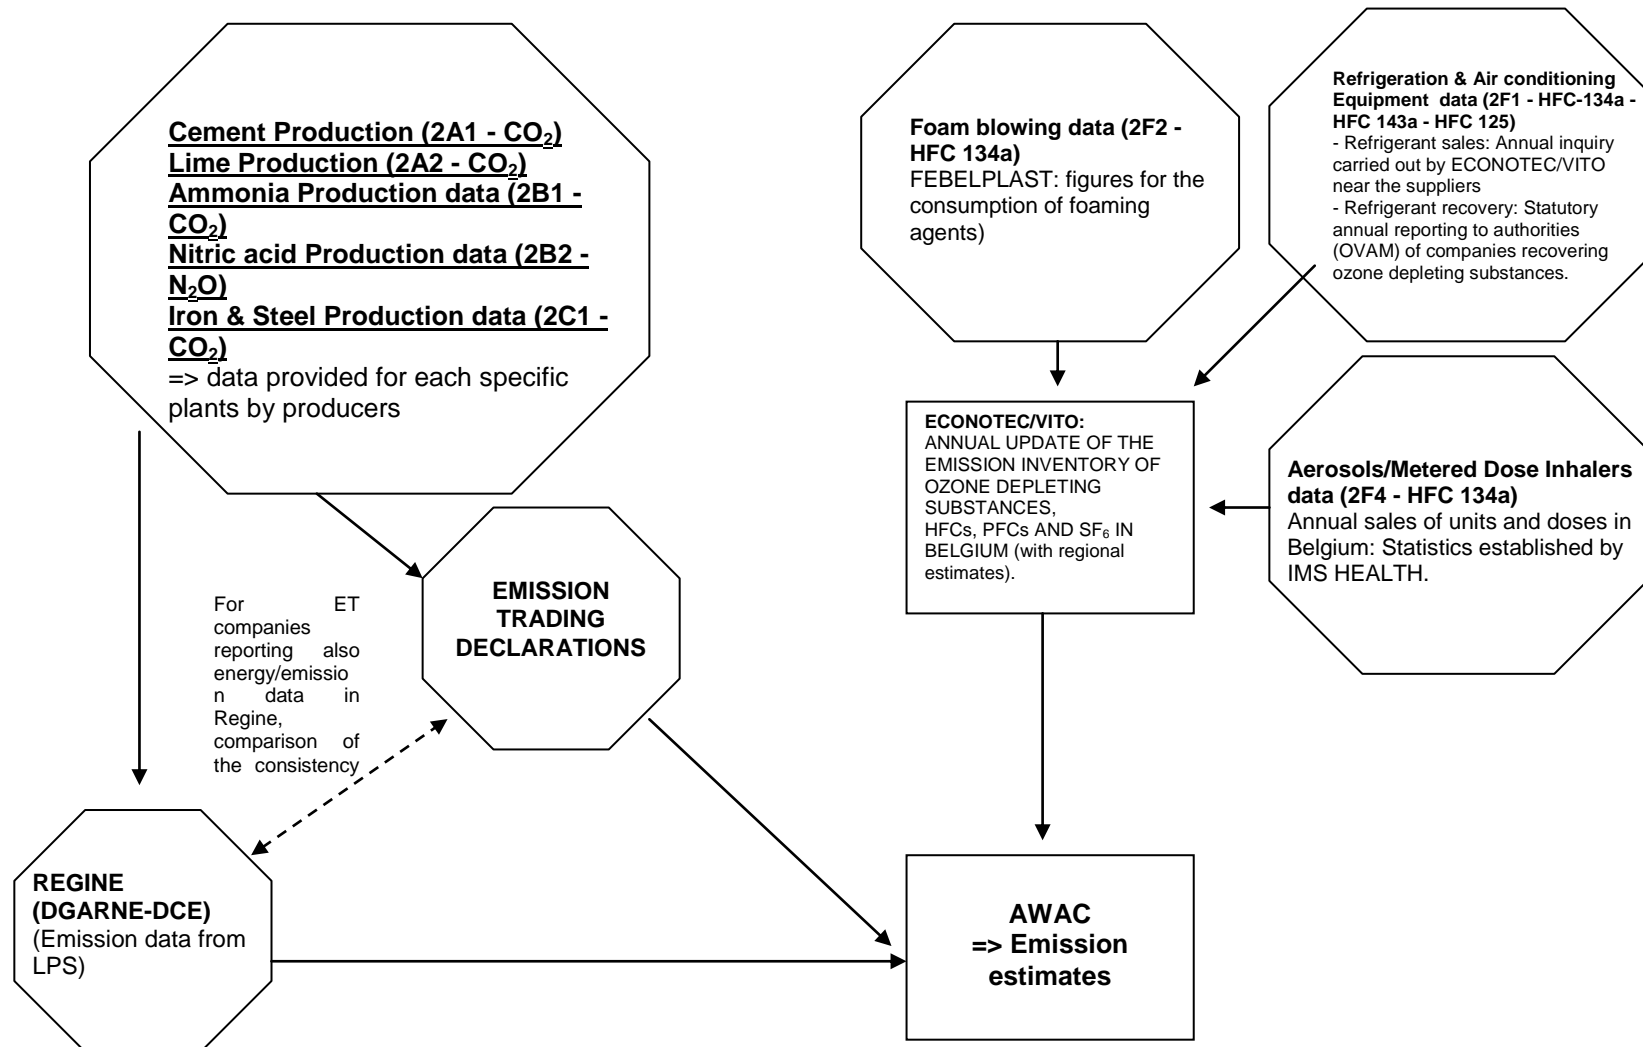 Cement Production (2A1 - CO₂)
Lime Production (2A2 - CO₂)
Ammonia Production data (2B1 -
CO₂)
Nitric acid Production data (2B2 -
N₂O)
Iron & Steel Production data (2C1 -
CO₂)
=> data provided for each specific
plants by producers
Foam blowing data (2F2 -
HFC 134a)
FEBELPLAST: figures for the
consumption of foaming
agents)
Refrigeration & Air conditioning
Equipment data (2F1 - HFC-134a -
HFC 143a - HFC 125)
- Refrigerant sales: Annual inquiry
carried out by ECONOTEC/VITO
near the suppliers
- Refrigerant recovery: Statutory
annual reporting to authorities
(OVAM) of companies recovering
ozone depleting substances.
ECONOTEC/VITO:
ANNUAL UPDATE OF THE
EMISSION INVENTORY OF
OZONE DEPLETING
SUBSTANCES,
HFCs, PFCs AND SF₆ IN
BELGIUM (with regional
estimates).
Aerosols/Metered Dose Inhalers
data (2F4 - HFC 134a)
Annual sales of units and doses in
Belgium: Statistics established by
IMS HEALTH.
EMISSION
TRADING
DECLARATIONS
For ET
companies
reporting also
energy/emissio
n data in
Regine,
comparison of
the consistency
REGINE
(DGARNE-DCE)
(Emission data from
LPS)
AWAC
=> Emission
estimates